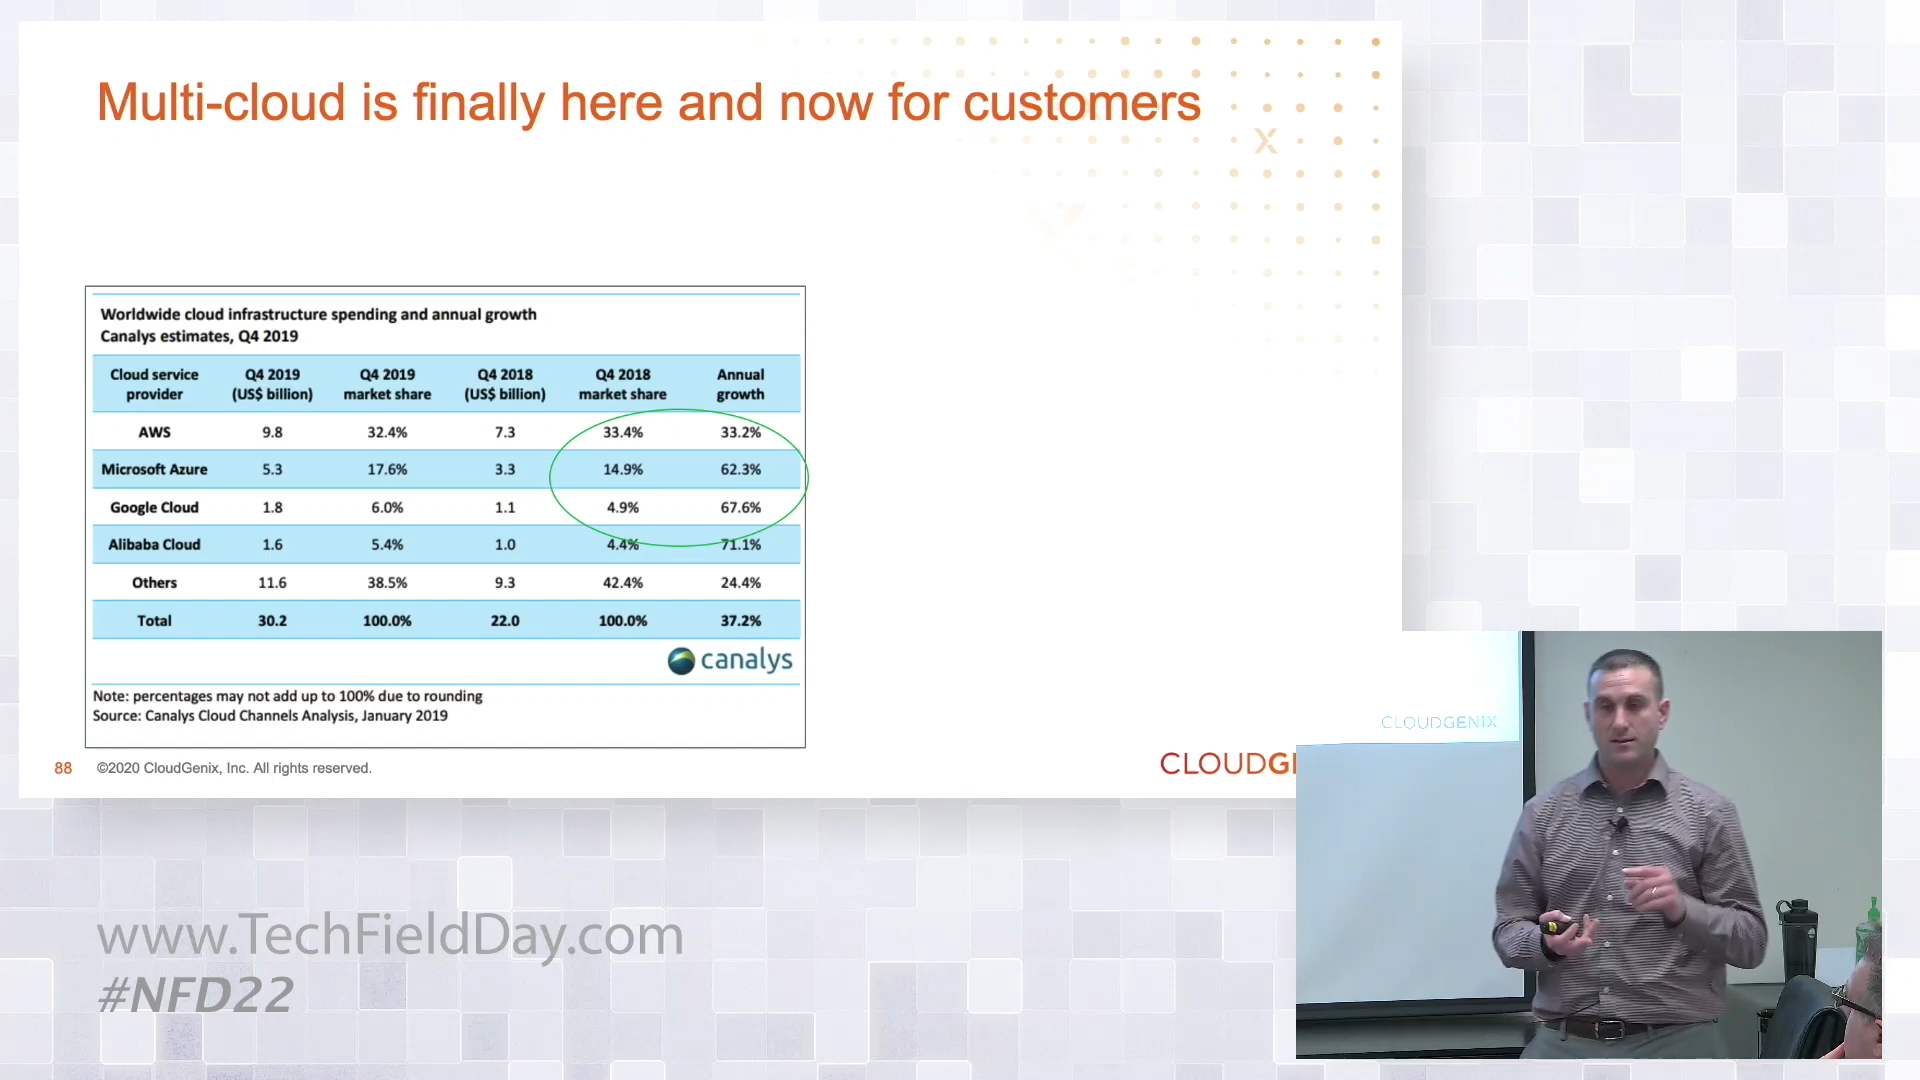 Multi-cloud is finally here and now for customers
Worldwide cloud infrastructure spending and annual growth
Canalys estimates, Q4 2019
Cloud service provider Q4 2019 (US$ billion) Q4 2019 market share Q4 2018 (US$ billion) Q4 2018 market share Annual growth
AWS 9.8 32.4% 7.3 33.4% 33.2%
Microsoft Azure 5.3 17.6% 3.3 14.9% 62.3%
Google Cloud 1.8 6.0% 1.1 4.9% 67.6%
Alibaba Cloud 1.6 5.4% 1.0 4.4% 71.1%
Others 11.6 38.5% 9.3 42.4% 24.4%
Total 30.2 100.0% 22.0 100.0% 37.2%
canalys
Note: percentages may not add up to 100% due to rounding
Source: Canalys Cloud Channels Analysis, January 2019
88 ©2020 CloudGenix, Inc. All rights reserved.
CLOUDG
CLOUDGENIX
www.TechFieldDay.com
#NFD22